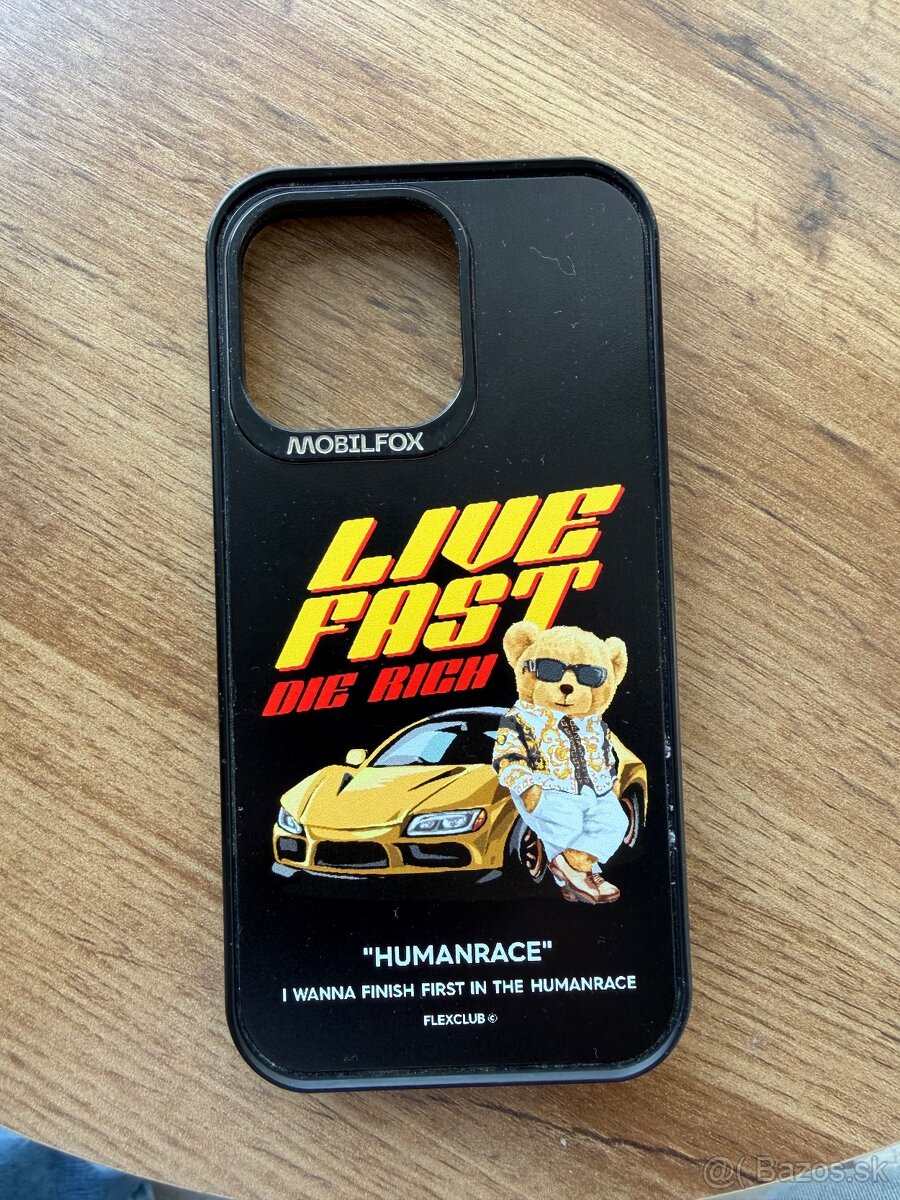 MOBILFOX
LIVE
FAST
DIE RICH
"HUMANRACE"
I WANNA FINISH FIRST IN THE HUMANRACE
FLEXCLUB ©
@( Bazos.sk